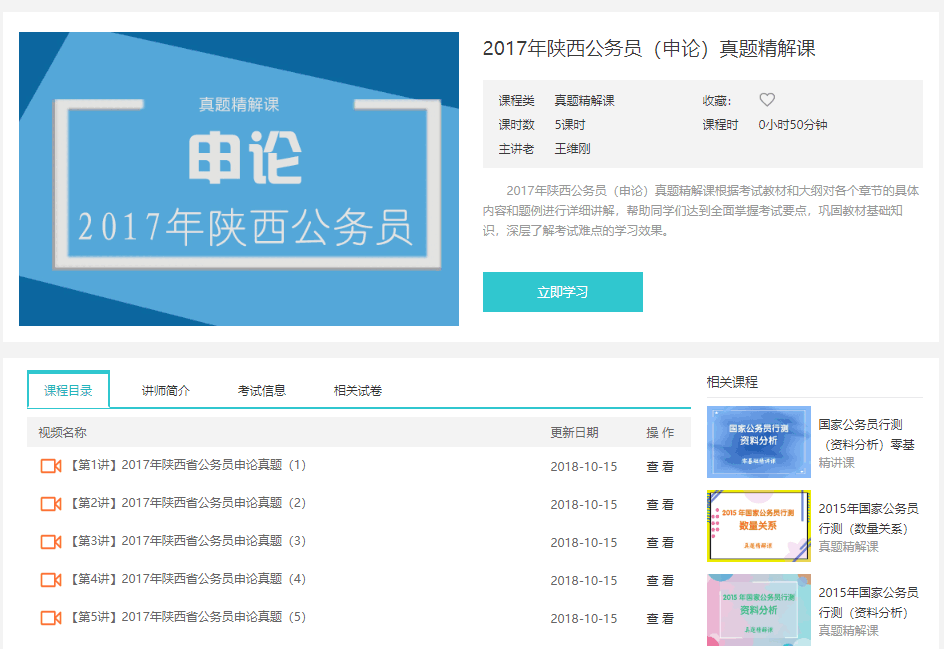 真题精解课
申论
2017年陕西公务员
2017年陕西公务员（申论）真题精解课
课程类 真题精解课 收藏：
课时数 5课时 课程时 0小时50分钟
主讲老 王维刚
2017年陕西公务员（申论）真题精解课根据考试教材和大纲对各个章节的具体
内容和题例进行详细讲解，帮助同学们达到全面掌握考试要点，巩固教材基础知
识，深层了解考试难点的学习效果。
立即学习
课程目录 讲师简介 考试信息 相关试卷
视频名称 更新日期 操 作
【第1讲】2017年陕西省公务员申论真题（1） 2018-10-15 查 看
【第2讲】2017年陕西省公务员申论真题（2） 2018-10-15 查 看
【第3讲】2017年陕西省公务员申论真题（3） 2018-10-15 查 看
【第4讲】2017年陕西省公务员申论真题（4） 2018-10-15 查 看
【第5讲】2017年陕西省公务员申论真题（5） 2018-10-15 查 看
相关课程
国家公务员行测
资料分析
零基础精讲课
国家公务员行测
（资料分析）零基
精讲课
2015 年国家公务员行测
数量关系
真题精解课
2015年国家公务员
行测（数量关系）
真题精解课
2015 年国家公务员行测
资料分析
真题精解课
2015年国家公务员
行测（资料分析）
真题精解课